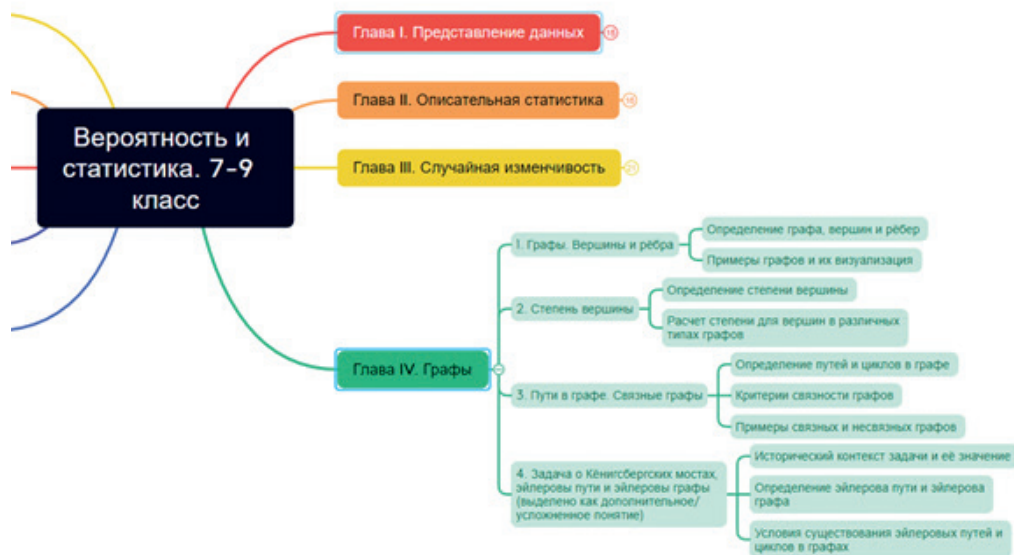 Вероятность и
статистика. 7-9
класс
Глава I. Представление данных
15
Глава II. Описательная статистика
16
Глава III. Случайная изменчивость
21
Глава IV. Графы
1. Графы. Вершины и рёбра
Определение графа, вершин и рёбер
Примеры графов и их визуализация
2. Степень вершины
Определение степени вершины
Расчет степени для вершин в различных
типах графов
3. Пути в графе. Связные графы
Определение путей и циклов в графе
Критерии связности графов
Примеры связных и несвязных графов
4. Задача о Кёнигсбергских мостах,
эйлеровы пути и эйлеровы графы
(выделено как дополнительное/
усложненное понятие)
Исторический контекст задачи и её значение
Определение эйлерова пути и эйлерова
графа
Условия существования эйлеровых путей и
циклов в графах